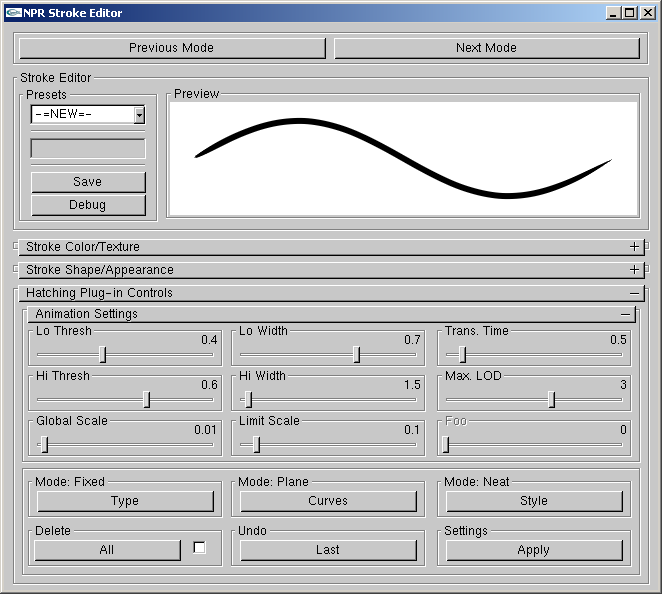 NPR Stroke Editor
Previous Mode Next Mode
Stroke Editor
Presets Preview
-=NEW=-
Save
Debug
Stroke Color/Texture +
Stroke Shape/Appearance +
Hatching Plug-in Controls –
Animation Settings –
Lo Thresh Lo Width Trans. Time
0.4 0.7 0.5
Hi Thresh Hi Width Max. LOD
0.6 1.5 3
Global Scale Limit Scale Foo
0.01 0.1 0
Mode: Fixed Mode: Plane Mode: Neat
Type Curves Style
Delete Undo Settings
All Last Apply